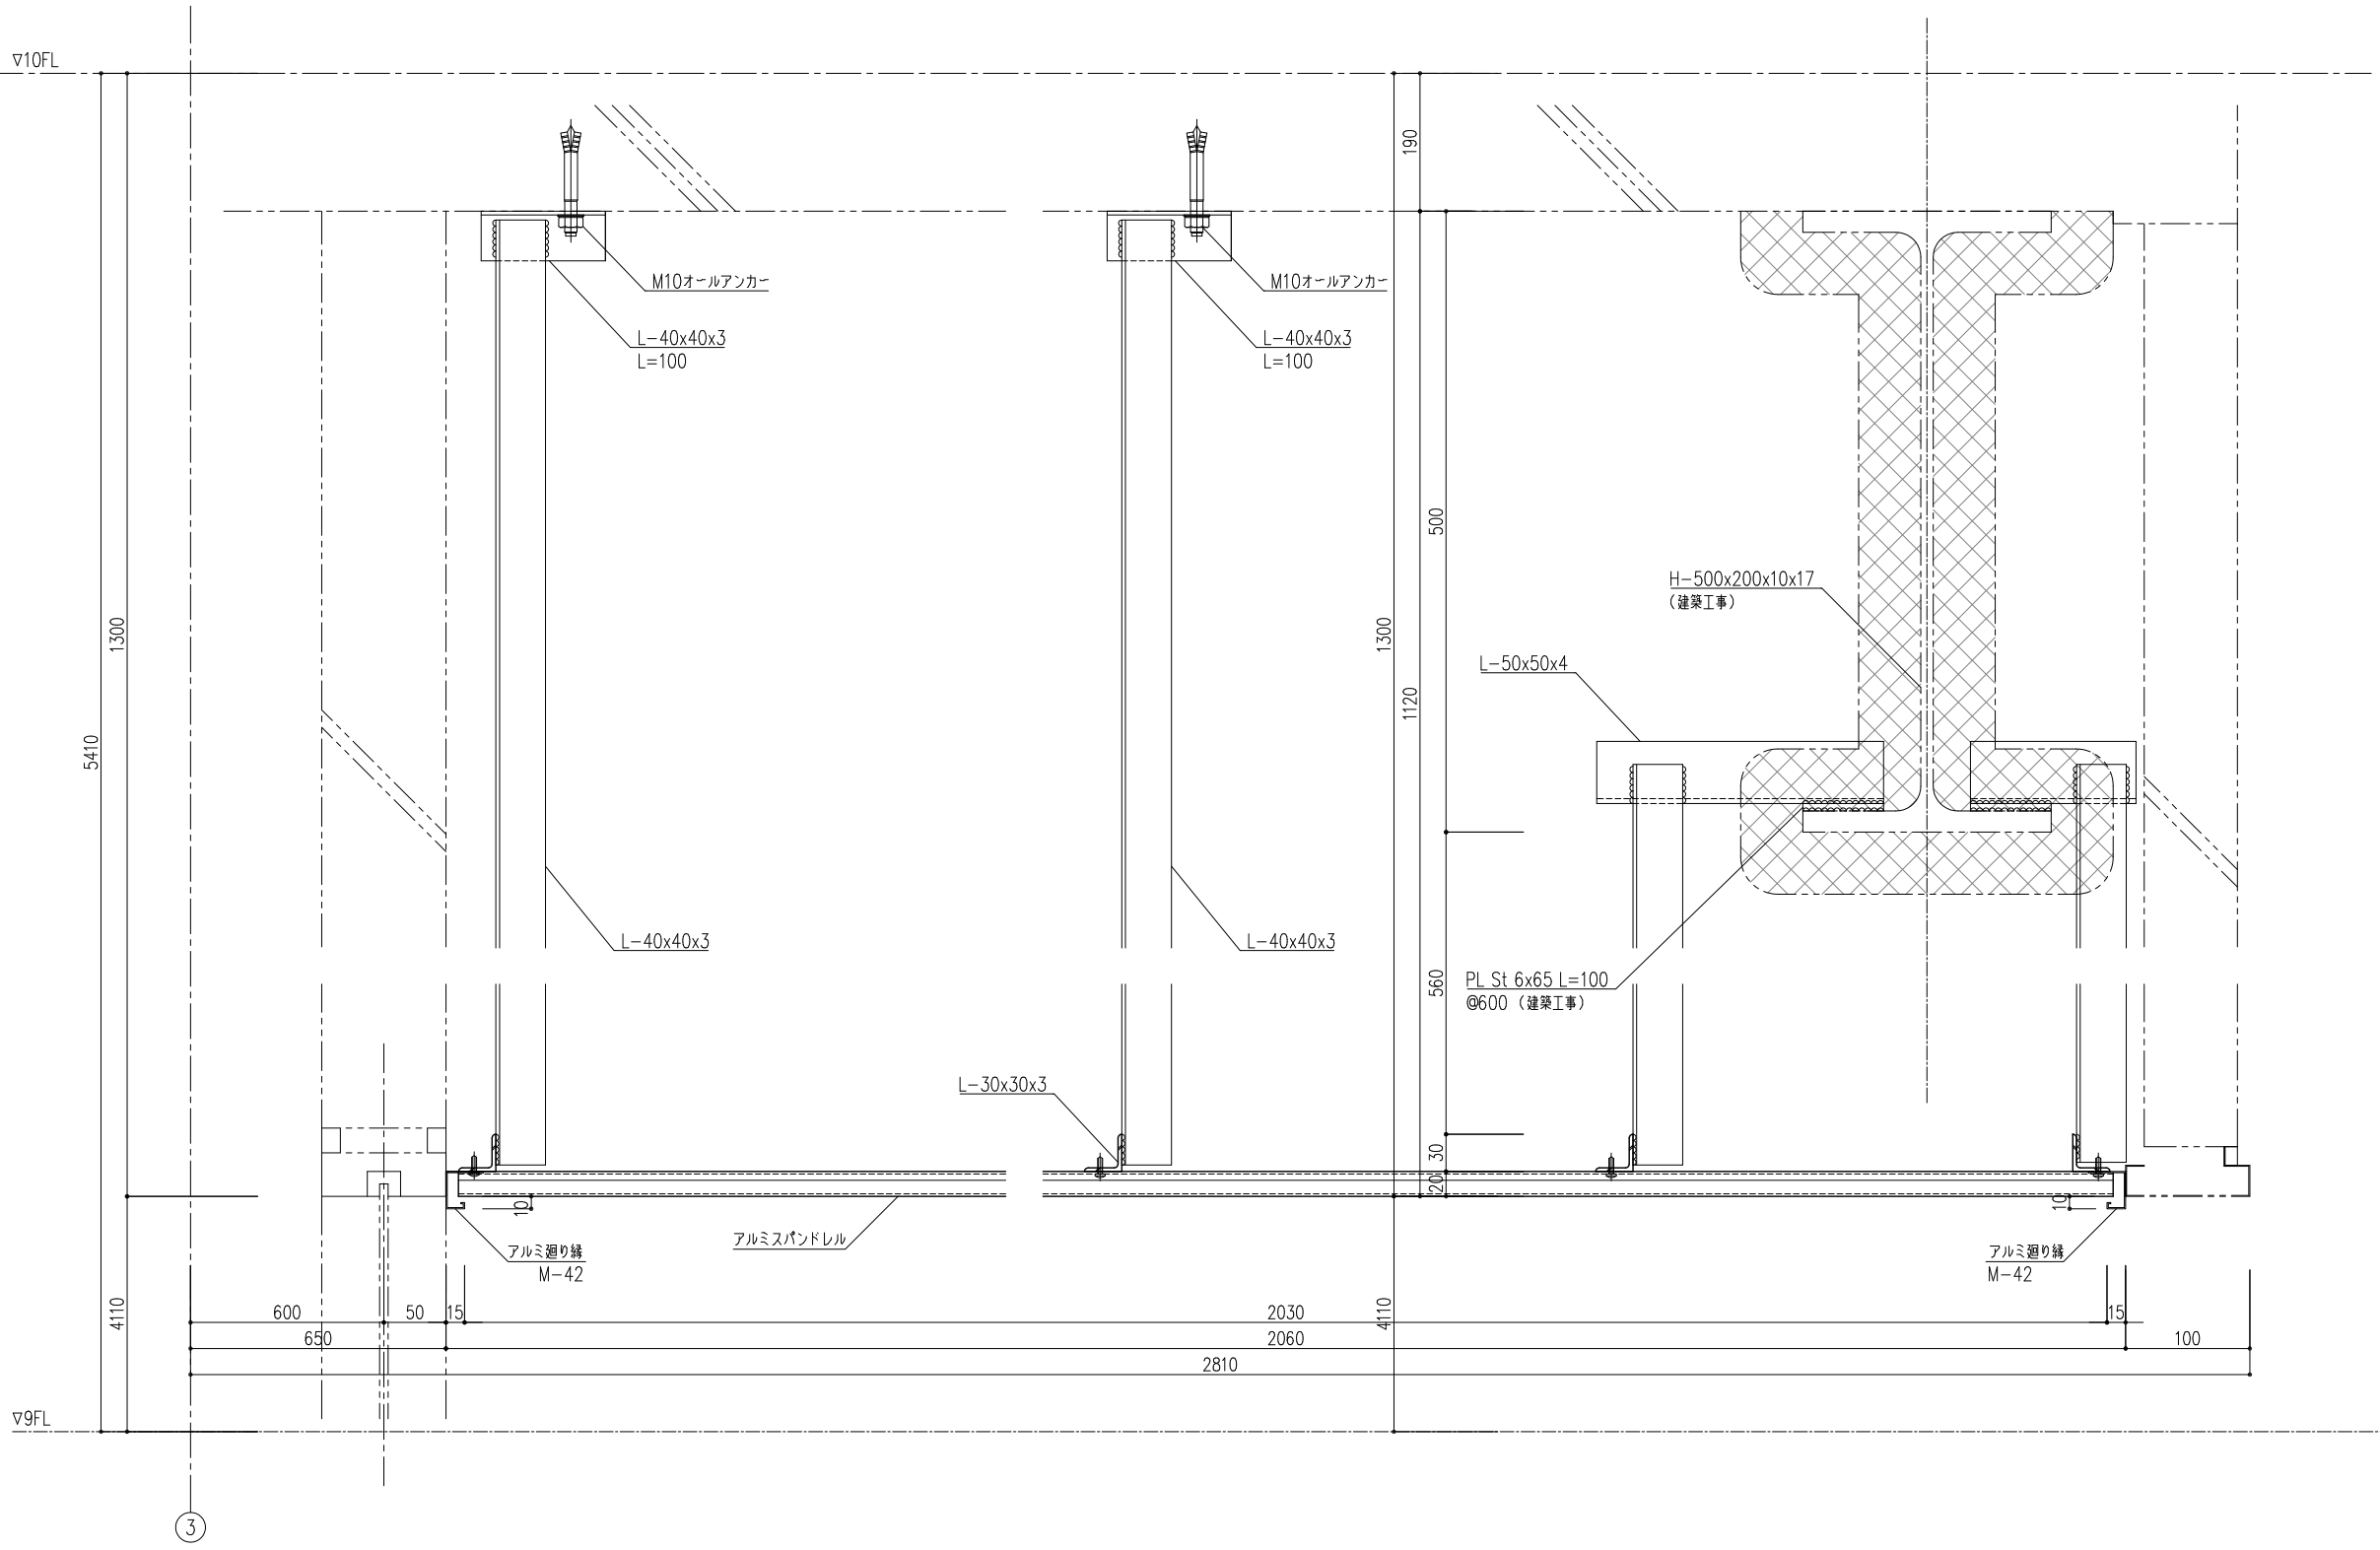 ▽10FL
190
M10オールアンカー
M10オールアンカー
L-40x40x3
L=100
L-40x40x3
L=100
500
H-500x200x10x17
(建築工事)
1300
1300
L-50x50x4
1120
5410
L-40x40x3
L-40x40x3
560
PL St 6x65 L=100
@600 (建築工事)
L-30x30x3
30
20
10
10
アルミスパンドレル
アルミ廻り縁
M-42
アルミ廻り縁
M-42
4110
4110
600
50
15
2030
15
650
2060
100
2810
▽9FL
3